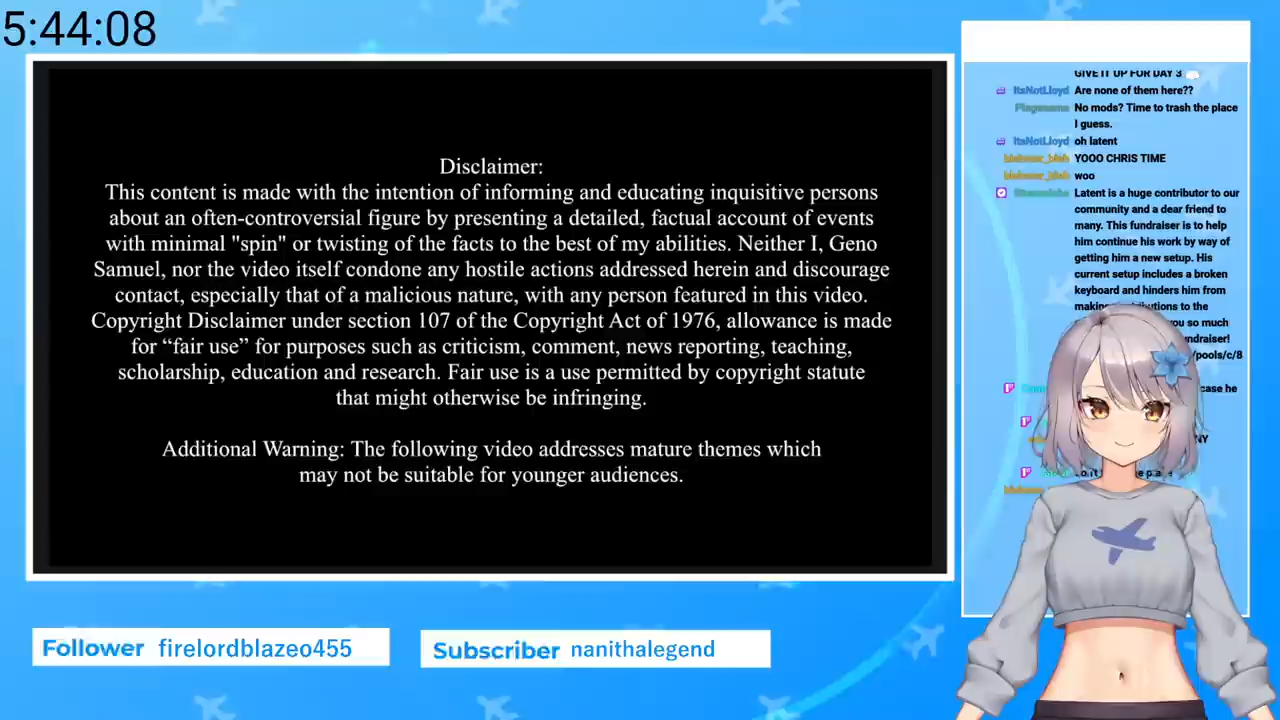 5:44:08
Disclaimer:
This content is made with the intention of informing and educating inquisitive persons
about an often-controversial figure by presenting a detailed, factual account of events
with minimal "spin" or twisting of the facts to the best of my abilities. Neither I, Geno
Samuel, nor the video itself condone any hostile actions addressed herein and discourage
contact, especially that of a malicious nature, with any person featured in this video.
Copyright Disclaimer under section 107 of the Copyright Act of 1976, allowance is made
for “fair use” for purposes such as criticism, comment, news reporting, teaching,
scholarship, education and research. Fair use is a use permitted by copyright statute
that might otherwise be infringing.
Additional Warning: The following video addresses mature themes which
may not be suitable for younger audiences.
GIVE IT UP FOR DAY 3
ItsNotLloyd Are none of them here??
No mods? Time to trash the place
I guess.
ItsNotLloyd oh latent
YOOO CHRIS TIME
woo
Latent is a huge contributor to our
community and a dear friend to
many. This fundraiser is to help
him continue his work by way of
getting him a new setup. His
current setup includes a broken
keyboard and hinders him from
to the
you so much
/pools/c/8
case he
Follower firelordblazeo455
Subscriber nanithalegend